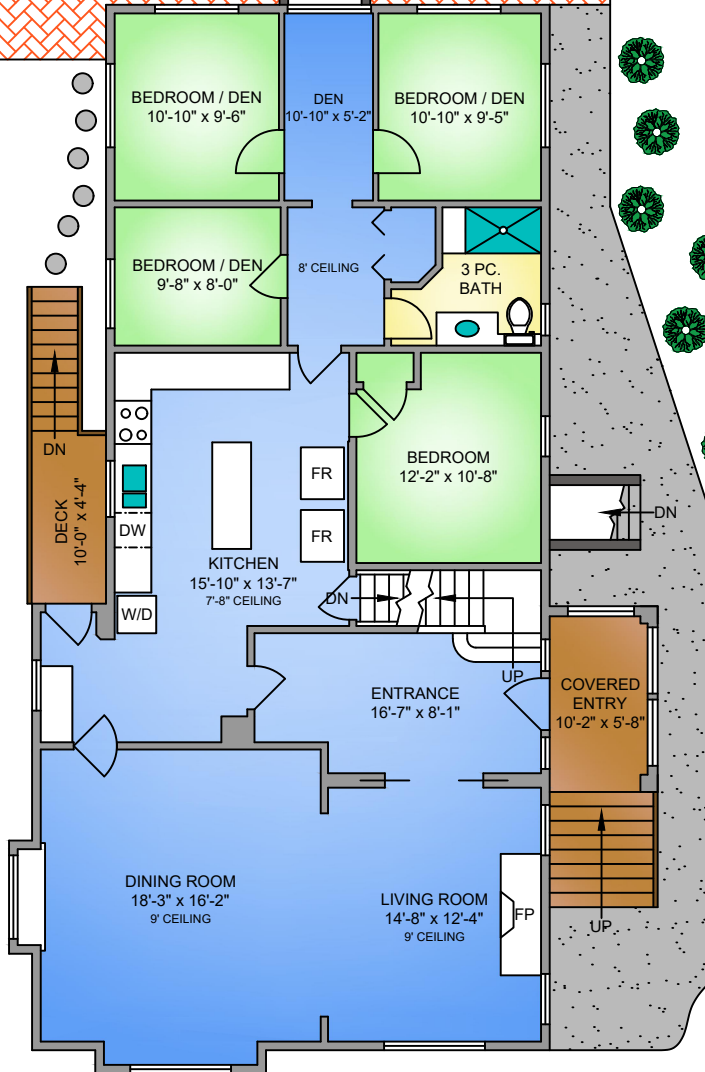 BEDROOM / DEN
10'-10" x 9'-6"
DEN
10'-10" x 5'-2"
BEDROOM / DEN
10'-10" x 9'-5"
BEDROOM / DEN
9'-8" x 8'-0"
8' CEILING
3 PC.
BATH
DN
DECK
10'-0" x 4'-4"
BEDROOM
12'-2" x 10'-8"
FR
FR
DW
DN
KITCHEN
15'-10" x 13'-7"
7'-8" CEILING
W/D
DN
UP
ENTRANCE
16'-7" x 8'-1"
COVERED
ENTRY
10'-2" x 5'-8"
DINING ROOM
18'-3" x 16'-2"
9' CEILING
LIVING ROOM
14'-8" x 12'-4"
9' CEILING
FP
UP